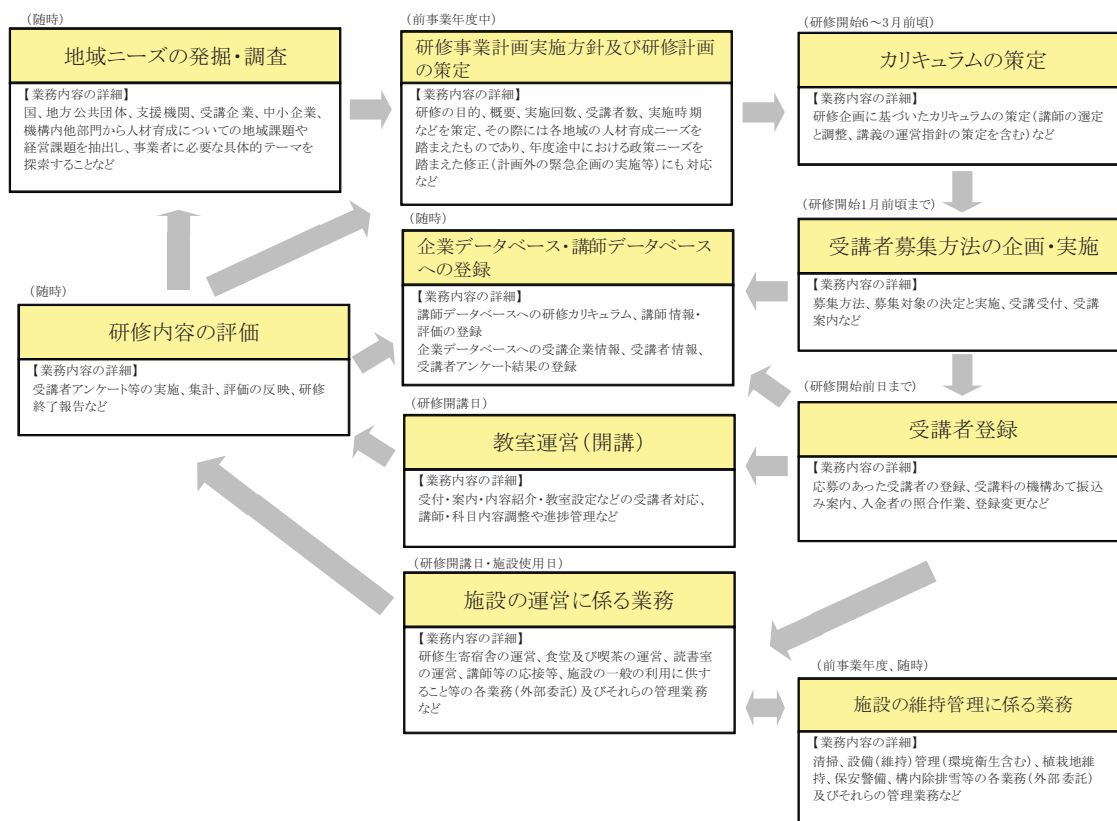 (随時)
地域ニーズの発掘・調査
【業務内容の詳細】
国、地方公共団体、支援機関、受講企業、中小企業、
機構内他部門から人材育成についての地域課題や
経営課題を抽出し、事業者に必要な具体的テーマを
探索することなど
(前事業年度中)
研修事業計画実施方針及び研修計画
の策定
【業務内容の詳細】
研修の目的、概要、実施回数、受講者数、実施時期
などを策定、その際には各地域の人材育成ニーズを
踏まえたものであり、年度途中における政策ニーズを
踏まえた修正(計画外の緊急企画の実施等)にも対応
など
(研修開始6～3月前頃)
カリキュラムの策定
【業務内容の詳細】
研修企画に基づいたカリキュラムの策定(講師の選定
と調整、講義の運営指針の策定を含む)など
(研修開始1月前頃まで)
受講者募集方法の企画・実施
【業務内容の詳細】
募集方法、募集対象の決定と実施、受講受付、受講
案内など
(随時)
企業データベース・講師データベース
への登録
【業務内容の詳細】
講師データベースへの研修カリキュラム、講師情報・
評価の登録
企業データベースへの受講企業情報、受講者情報、
受講者アンケート結果の登録
(随時)
研修内容の評価
【業務内容の詳細】
受講者アンケート等の実施、集計、評価の反映、研修
終了報告など
(研修開始前日まで)
受講者登録
【業務内容の詳細】
応募のあった受講者の登録、受講料の機構あて振込
み案内、入金者の照合作業、登録変更など
(研修開講日)
教室運営(開講)
【業務内容の詳細】
受付・案内・内容紹介・教室設定などの受講者対応、
講師・科目内容調整や進捗管理など
(研修開講日・施設使用日)
施設の運営に係る業務
【業務内容の詳細】
研修生寄宿舎の運営、食堂及び喫茶の運営、読書室
の運営、講師等の応接等、施設の一般の利用に供す
ること等の各業務(外部委託)及びそれらの管理業務
など
(前事業年度、随時)
施設の維持管理に係る業務
【業務内容の詳細】
清掃、設備(維持)管理(環境衛生含む)、植栽地維
持、保安警備、構内除排雪等の各業務(外部委託)
及びそれらの管理業務など